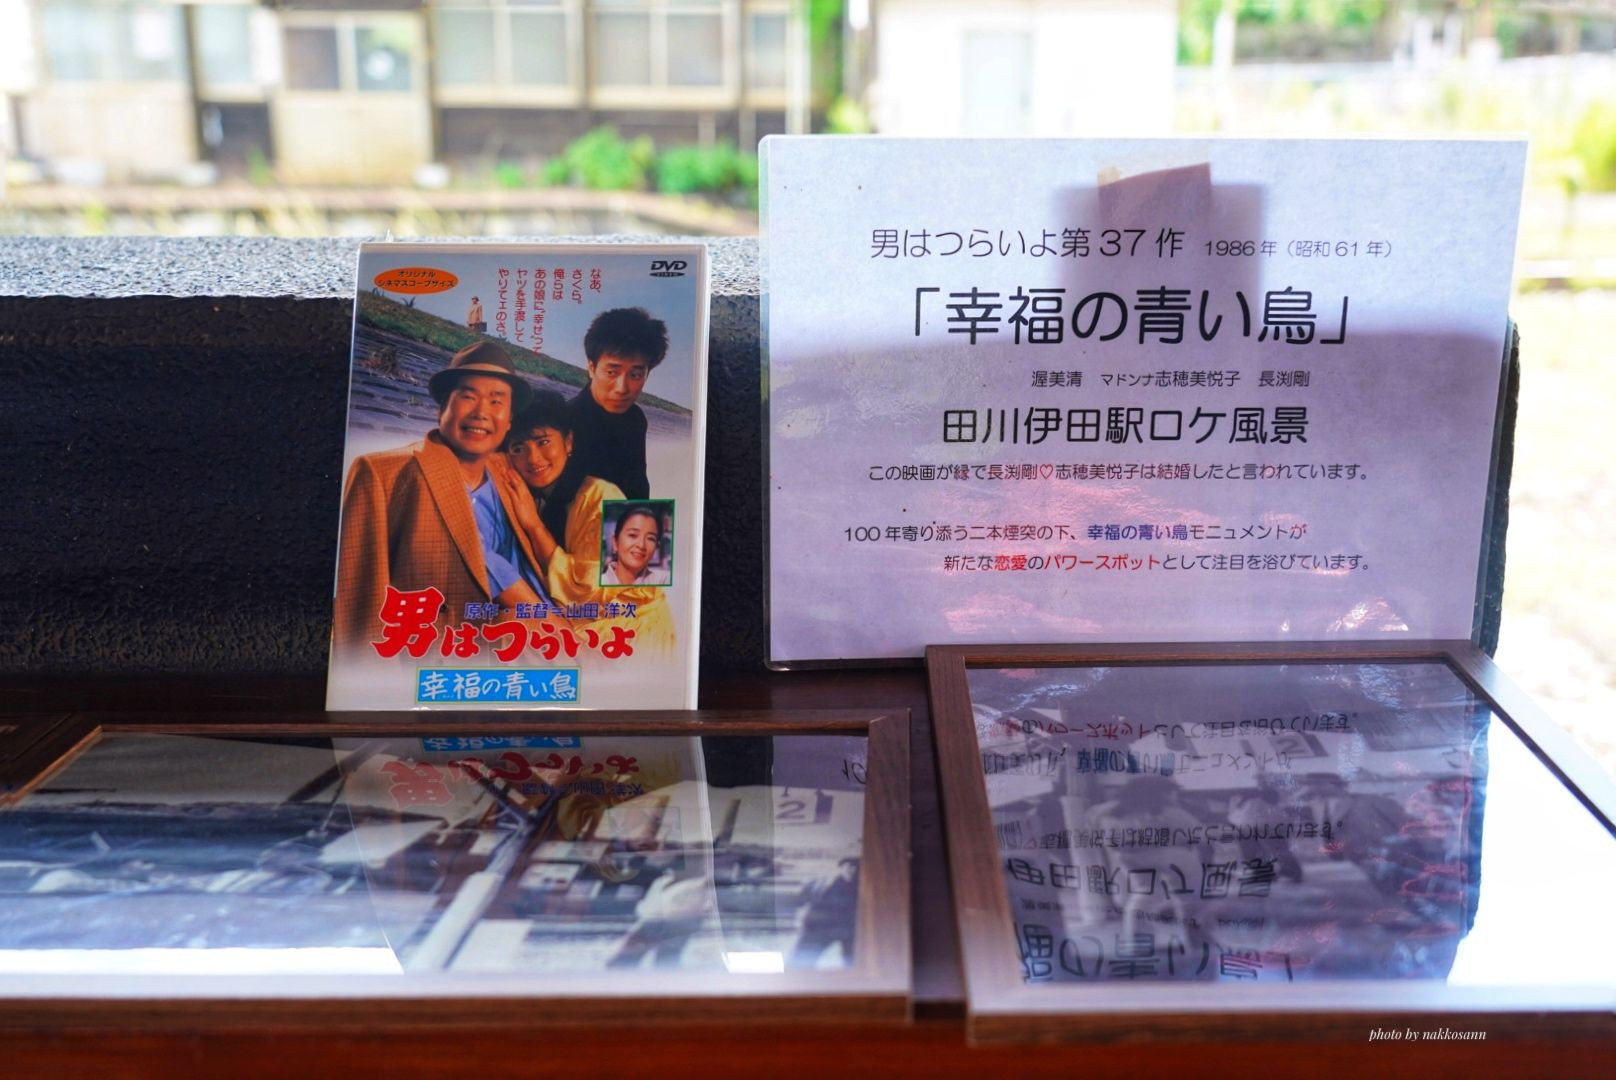 オリジナル
シネマスコープサイズ
DVD
VIDEO
なあ、
さくら。
俺らは
あの娘に“幸せ”って
ヤツを手渡して
やりてェのさ。
原作・監督=山田洋次
男はつらいよ
幸福の青い鳥
男はつらいよ第37作 1986年（昭和61年）
「幸福の青い鳥」
渥美清 マドンナ志穂美悦子 長渕剛
田川伊田駅ロケ風景
この映画が縁で長渕剛♡志穂美悦子は結婚したと言われています。
100年寄り添う二本煙突の下、幸福の青い鳥モニュメントが
新たな恋愛のパワースポットとして注目を浴びています。
photo by nakkosann